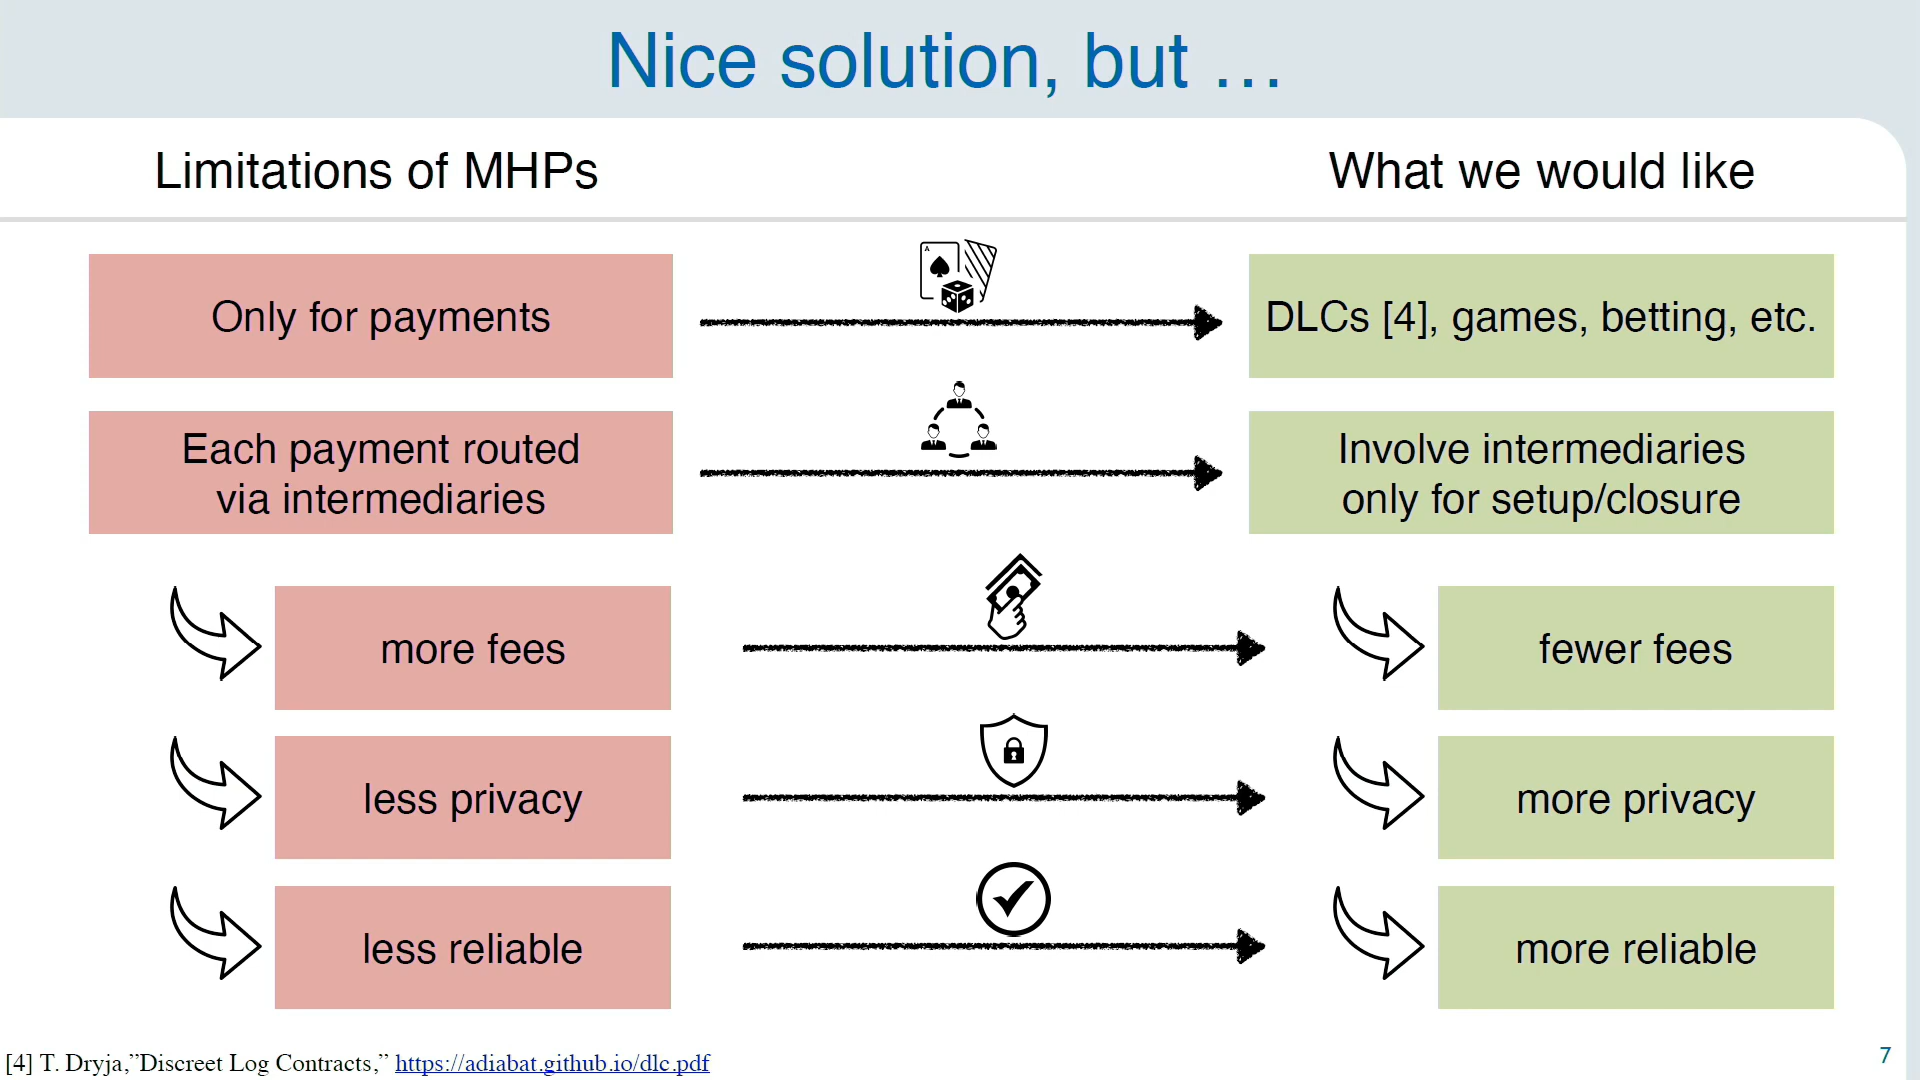 Nice solution, but …
Limitations of MHPs
What we would like
Only for payments
DLCs [4], games, betting, etc.
Each payment routed
via intermediaries
Involve intermediaries
only for setup/closure
more fees
fewer fees
less privacy
more privacy
less reliable
more reliable
[4] T. Dryja,”Discreet Log Contracts,” https://adiabat.github.io/dlc.pdf
7